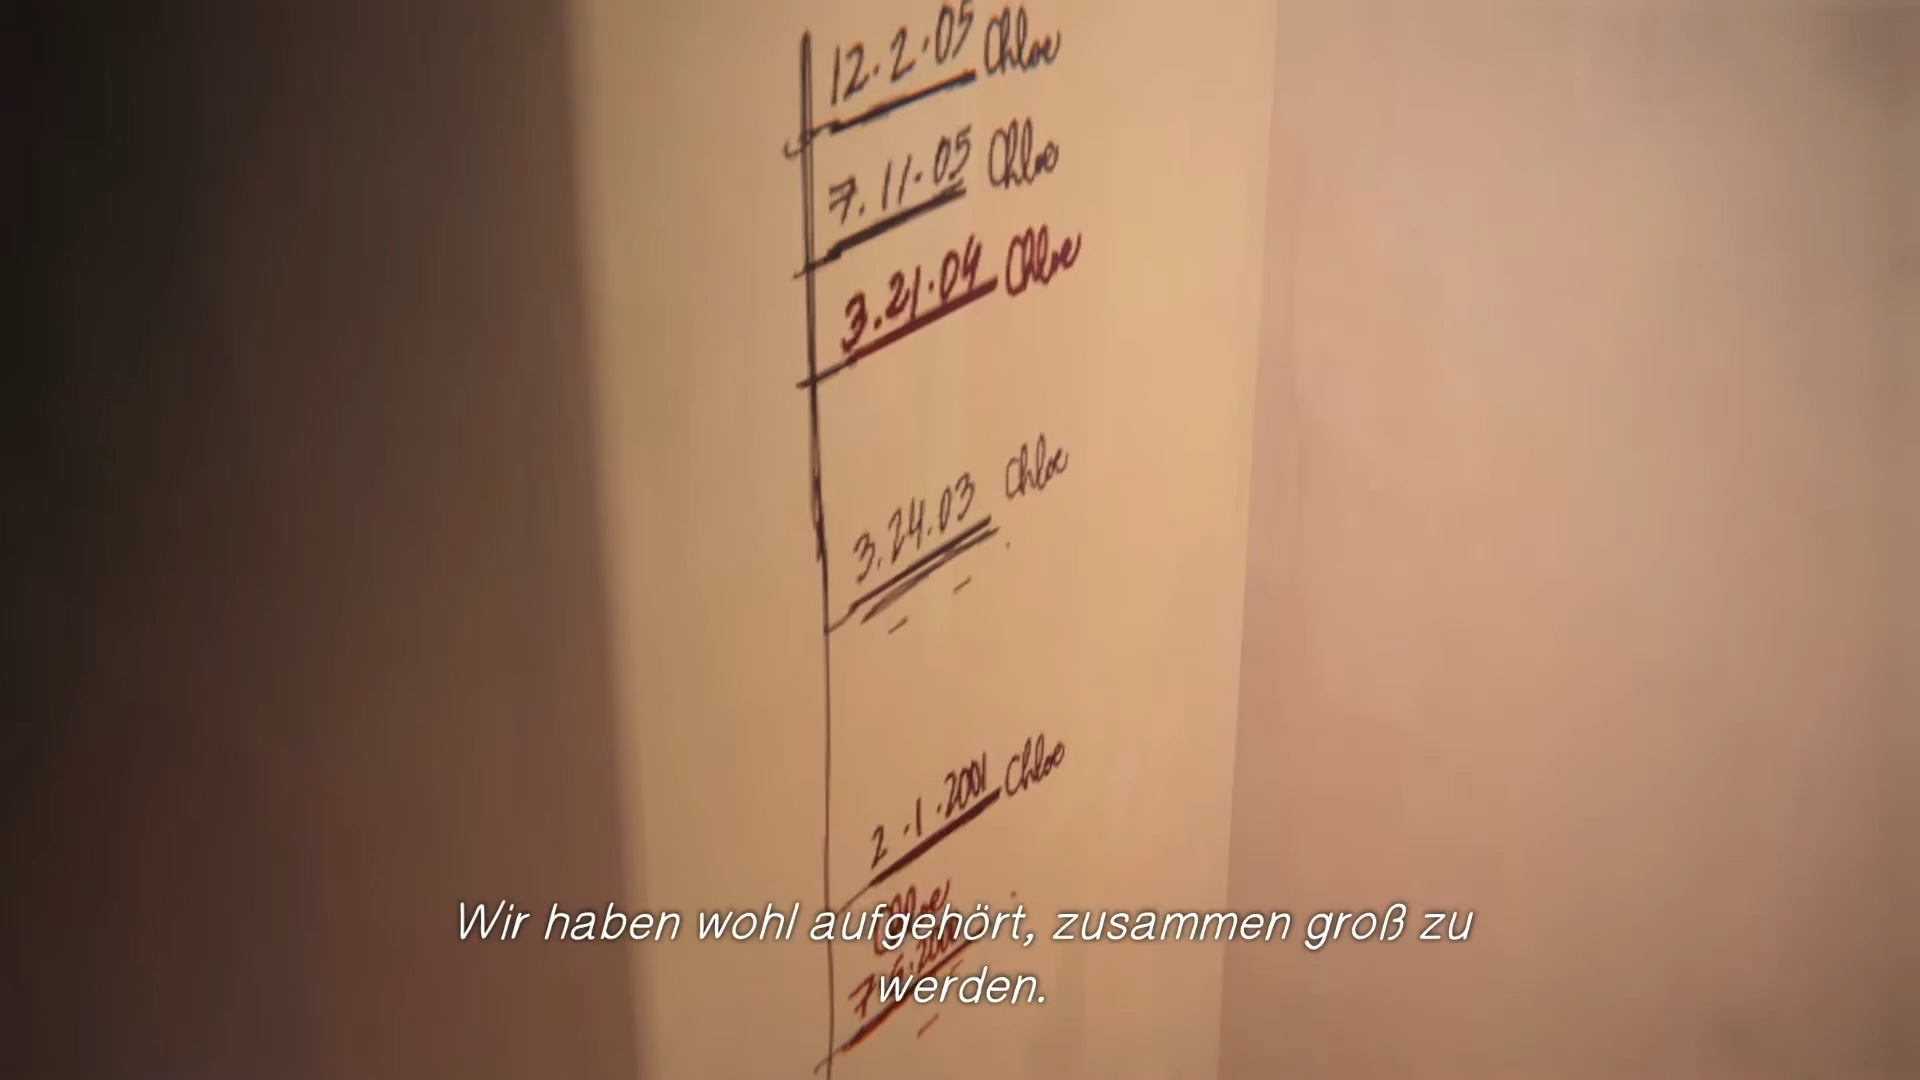 12.2.05 Chloe
7.11.05 Chloe
3.21.04 Chloe
3.24.03 Chloe
2.1.2001 Chloe
Chloe
Wir haben wohl aufgehört, zusammen groß zu
werden.